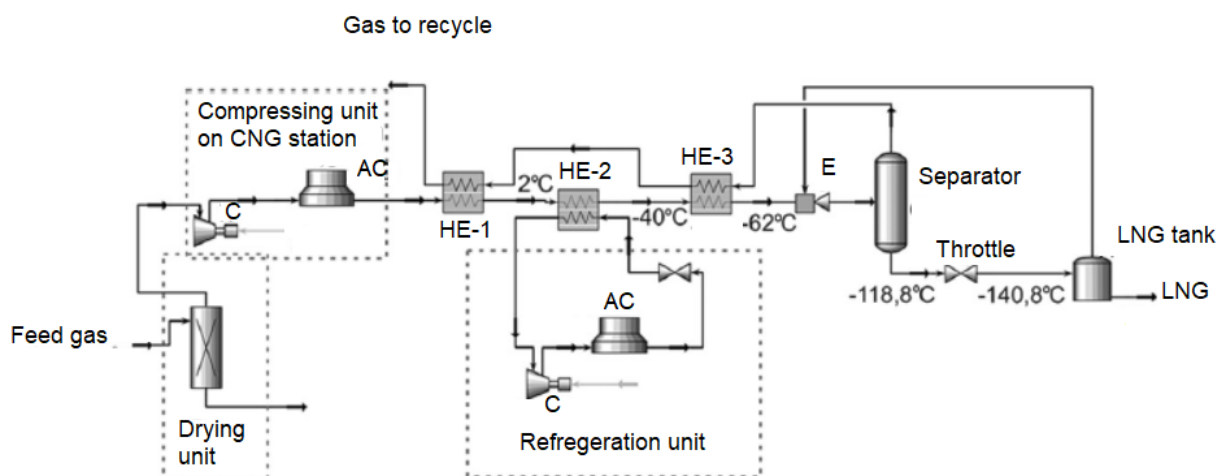 Gas to recycle
Compressing unit
on CNG station
AC
C
HE-1
2ºC
HE-2
-40ºC
HE-3
-62ºC
E
Separator
Throttle
LNG tank
-118,8ºC
-140,8ºC
LNG
Feed gas
AC
C
Drying
unit
Refregeration unit